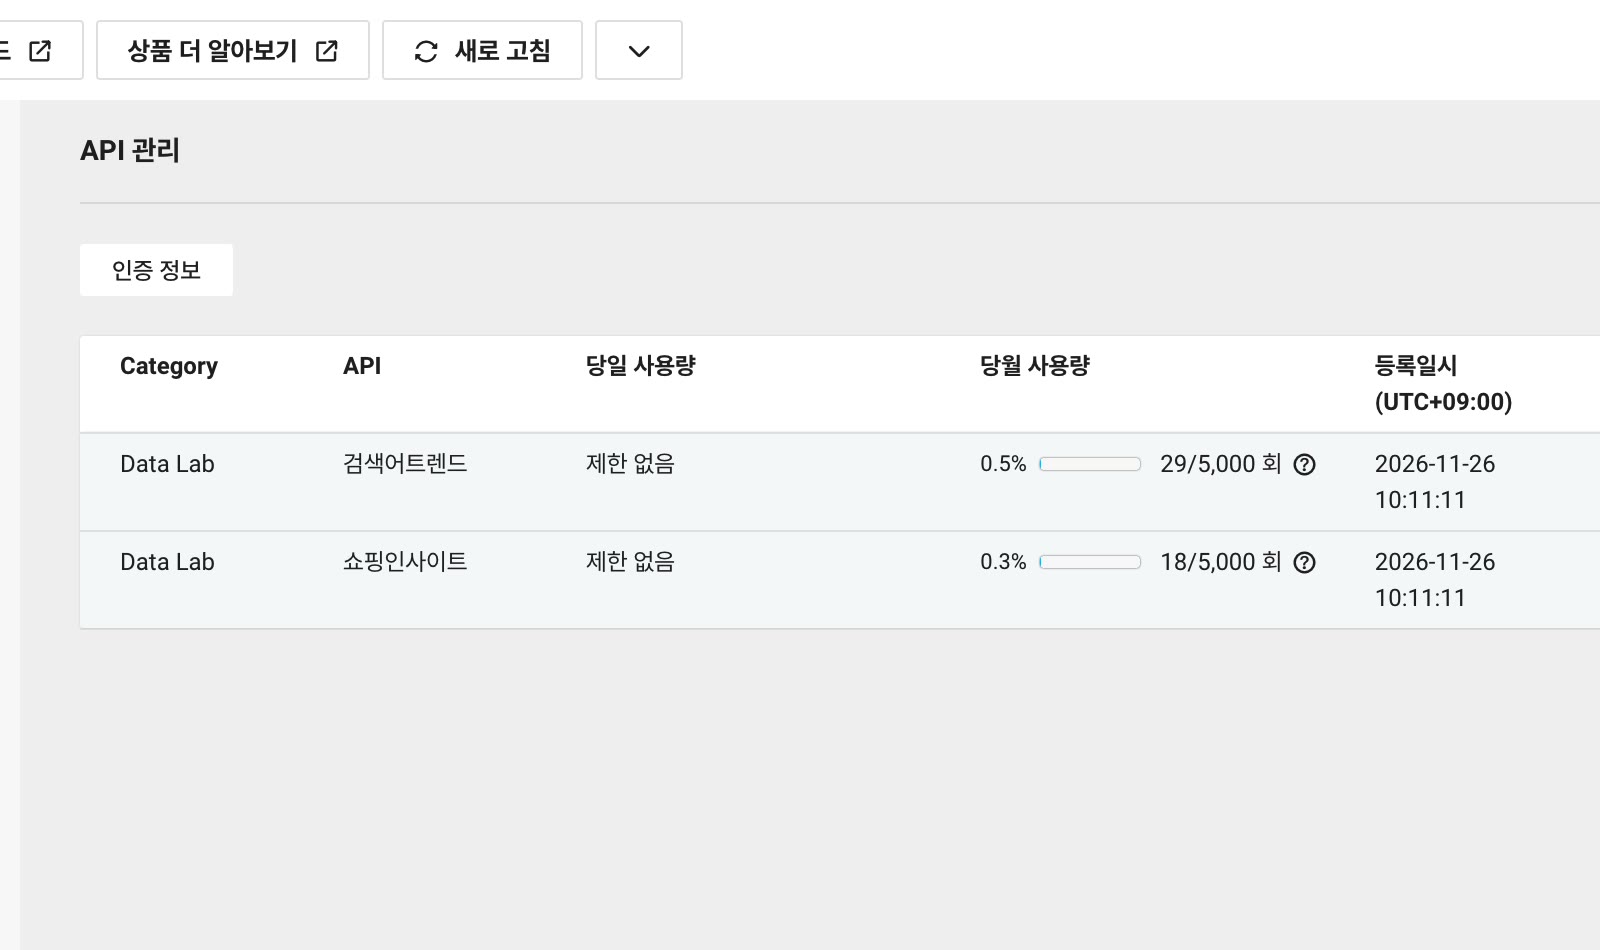 드
상품 더 알아보기
새로 고침
API 관리
인증 정보
Category API 당일 사용량 당월 사용량 등록일시
(UTC+09:00)
Data Lab 검색어트렌드 제한 없음 0.5% 29/5,000 회 2026-11-26
10:11:11
Data Lab 쇼핑인사이트 제한 없음 0.3% 18/5,000 회 2026-11-26
10:11:11